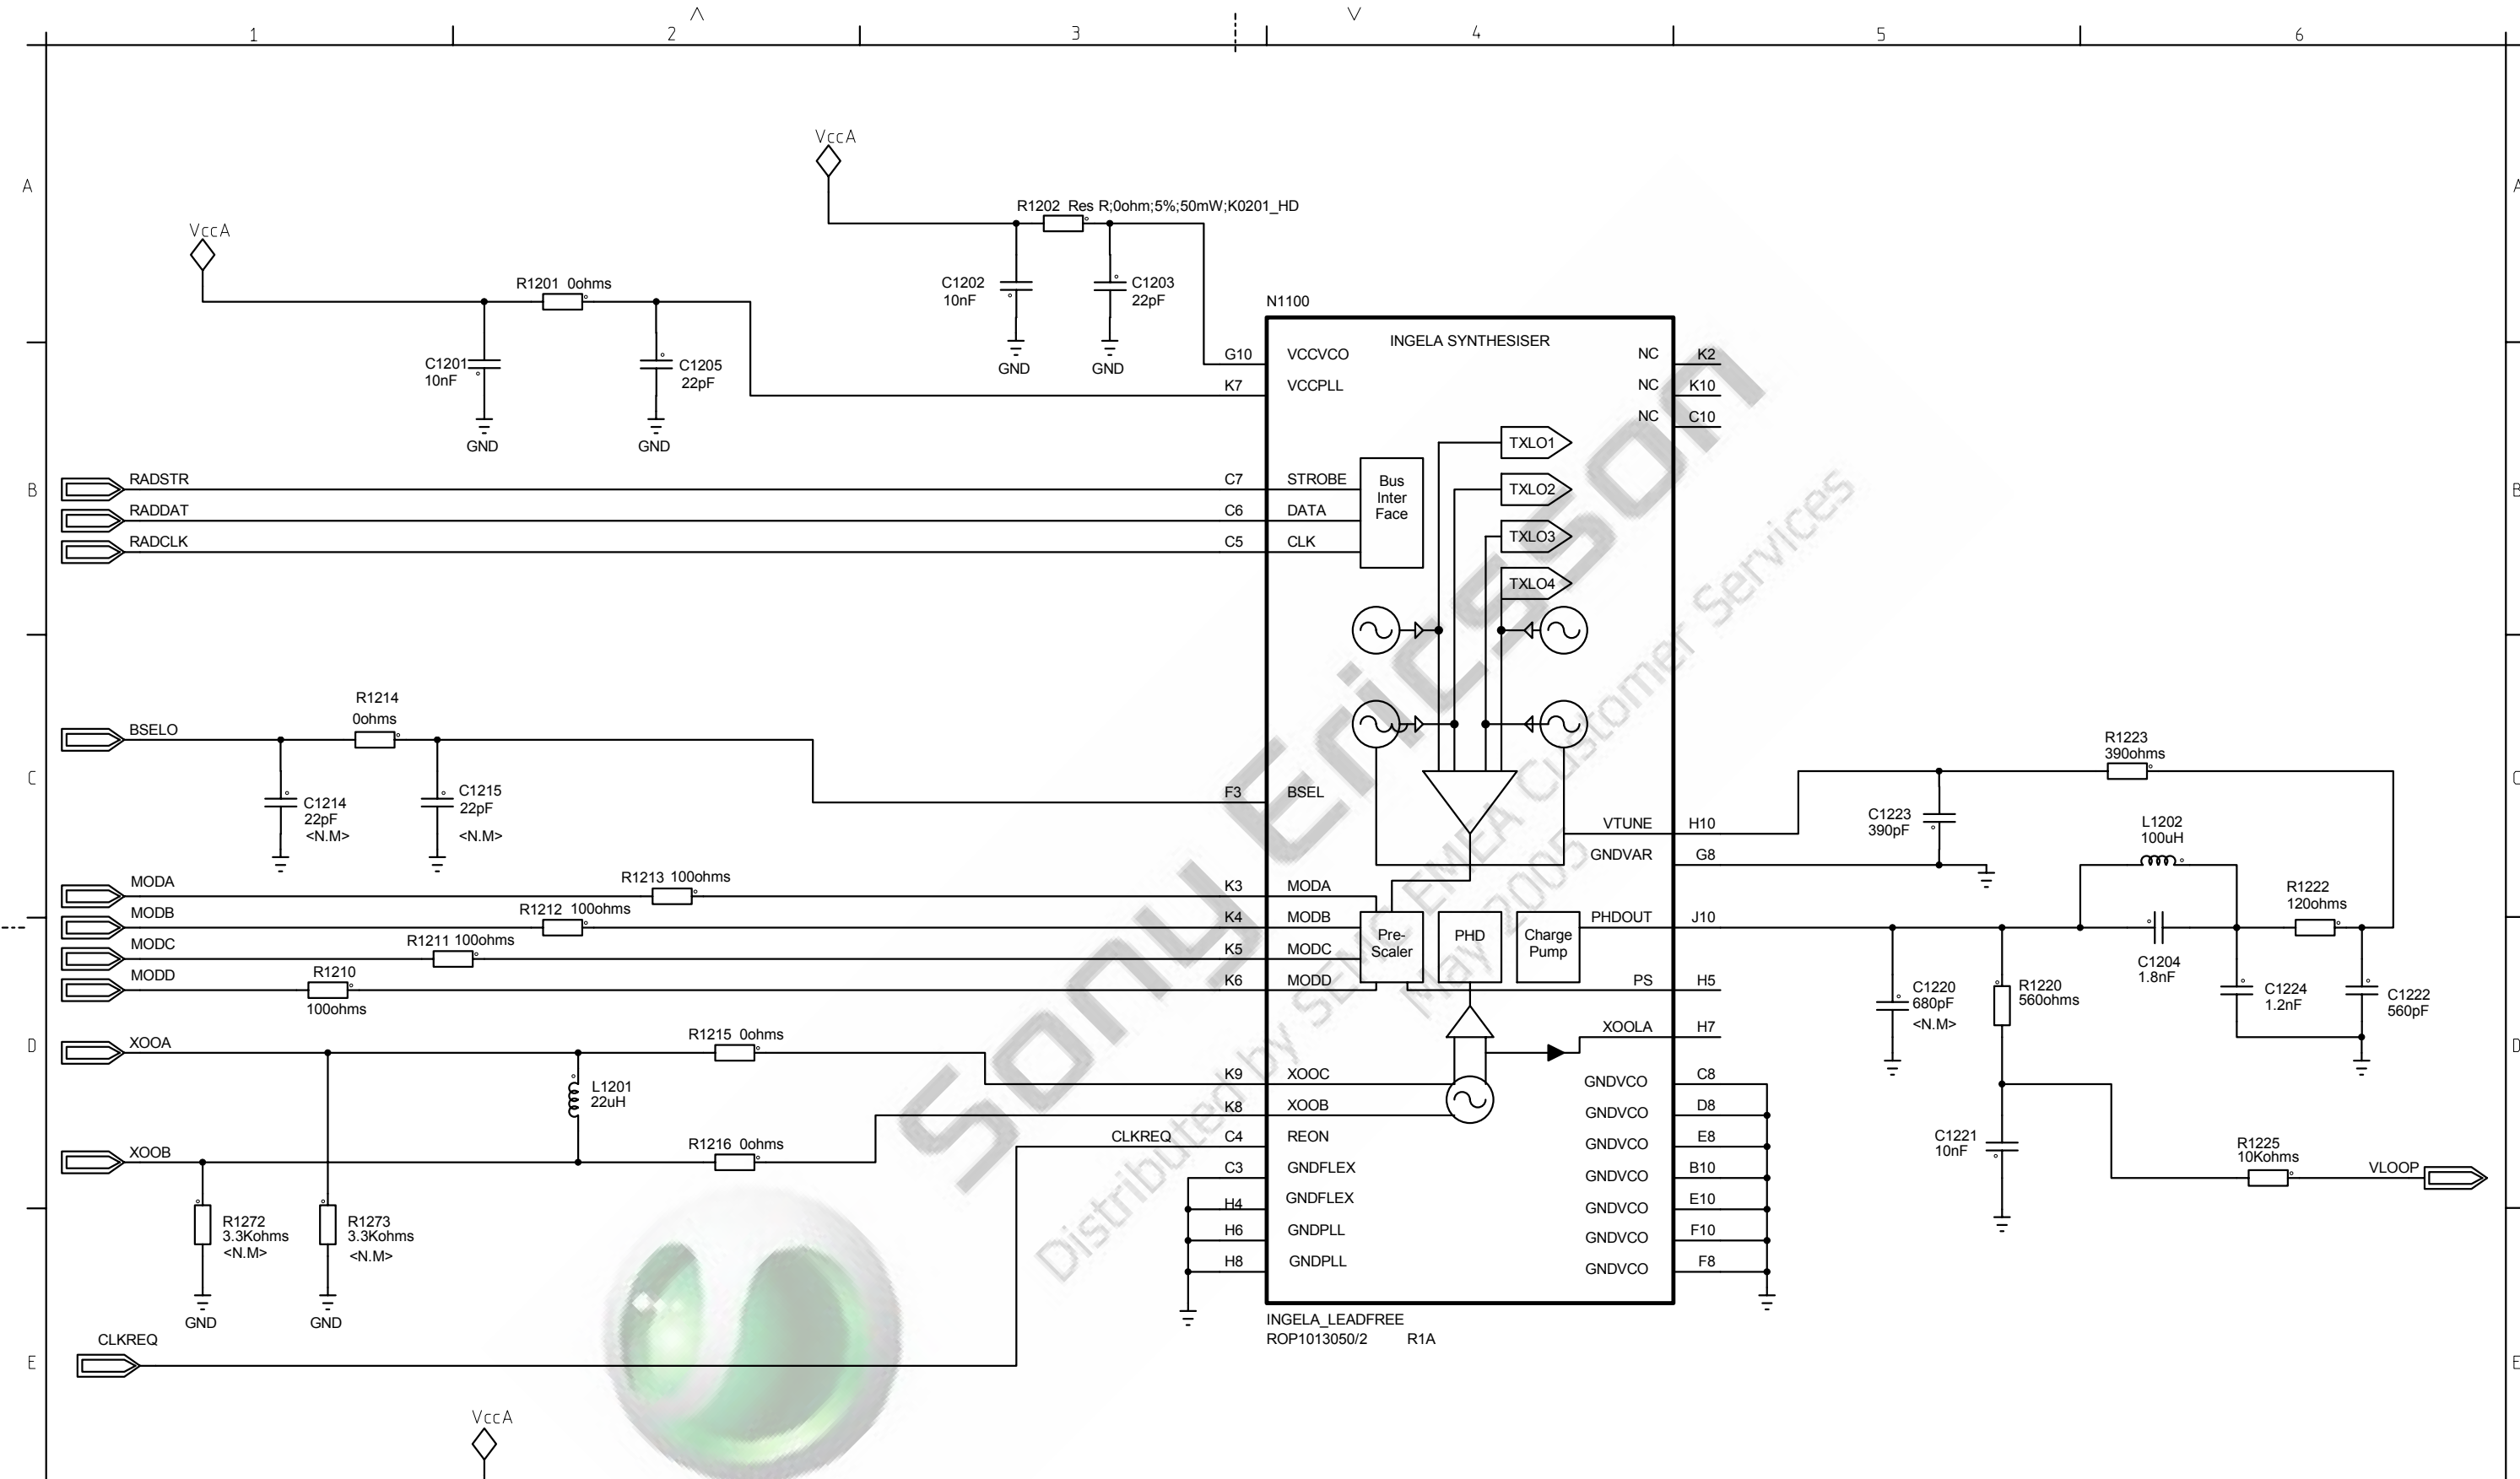 1 2 3 4 5 6
VccA
A A
R1202 Res R;0ohm;5%;50mW;K0201_HD
VccA
R1201 0ohms
C1202
10nF
C1203
22pF
GND GND
N1100
INGELA SYNTHESISER
G10 VCCVCO NC K2
K7 VCCPLL NC K10
NC C10
C1201
10nF
C1205
22pF
GND GND
TXLO1
TXLO2
TXLO3
TXLO4
B B
RADSTR C7 STROBE
RADDAT C6 DATA
RADCLK C5 CLK
Bus
Inter
Face
R1214
0ohms
BSELO
C C
C1214
22pF
<N.M>
C1215
22pF
<N.M>
F3 BSEL
VTUNE H10
GNDVAR G8
R1223
390ohms
C1223
390pF
L1202
100uH
R1222
120ohms
MODA R1213 100ohms K3 MODA
MODB R1212 100ohms K4 MODB
MODC R1211 100ohms K5 MODC
MODD R1210
100ohms
K6 MODD
Pre-
Scaler
PHD
Charge
Pump
PHDOUT J10
PS H5
C1204
1.8nF
C1220
680pF
<N.M>
R1220
560ohms
C1224
1.2nF
C1222
560pF
D D
XOOA R1215 0ohms
XOOLA H7
L1201
22uH
K9 XOOC GNDVCO C8
K8 XOOB GNDVCO D8
CLKREQ C4 REON GNDVCO E8
C3 GNDFLEX GNDVCO B10
H4 GNDFLEX GNDVCO E10
H6 GNDPLL GNDVCO F10
H8 GNDPLL GNDVCO F8
XOOB R1216 0ohms
C1221
10nF
R1225
10Kohms
VLOOP
R1272
3.3Kohms
<N.M>
R1273
3.3Kohms
<N.M>
GND GND
INGELA_LEADFREE
ROP1013050/2 R1A
CLKREQ
E E
VccA
Sony Ericsson
Distributed by SEMC EMEA Customer Services
May 2005